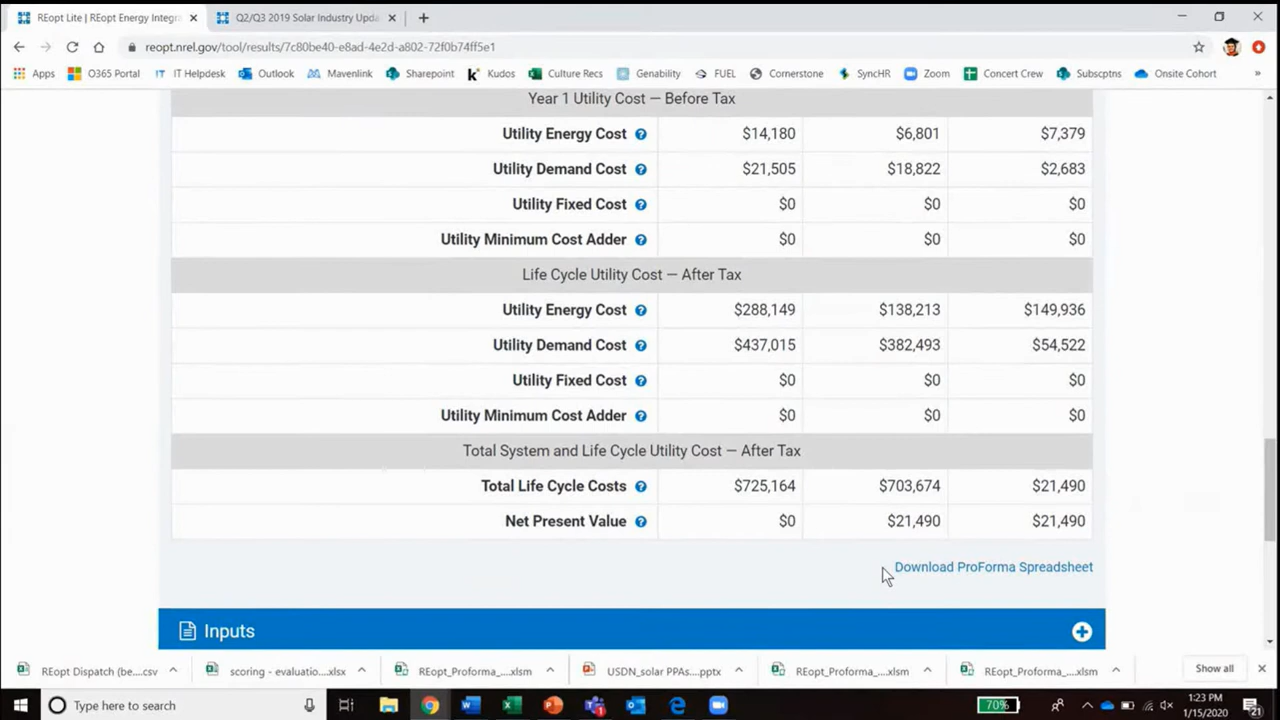 REopt Lite | REopt Energy Integra
Q2/Q3 2019 Solar Industry Upda
reopt.nrel.gov/tool/results/7c80be40-e8ad-4e2d-a802-72f0b74ff5e1
Apps O365 Portal IT IT Helpdesk Outlook Mavenlink Sharepoint Kudos Culture Recs Genability FUEL Cornerstone SyncHR Zoom Concert Crew Subscptns Onsite Cohort »
Year 1 Utility Cost — Before Tax
Utility Energy Cost ? $14,180 $6,801 $7,379
Utility Demand Cost ? $21,505 $18,822 $2,683
Utility Fixed Cost ? $0 $0 $0
Utility Minimum Cost Adder ? $0 $0 $0
Life Cycle Utility Cost — After Tax
Utility Energy Cost ? $288,149 $138,213 $149,936
Utility Demand Cost ? $437,015 $382,493 $54,522
Utility Fixed Cost ? $0 $0 $0
Utility Minimum Cost Adder ? $0 $0 $0
Total System and Life Cycle Utility Cost — After Tax
Total Life Cycle Costs ? $725,164 $703,674 $21,490
Net Present Value ? $0 $21,490 $21,490
Download ProForma Spreadsheet
Inputs
REopt Dispatch (be....csv scoring - evaluatio....xlsx REopt_Proforma_....xlsm USDN_solar PPAs....pptx REopt_Proforma_....xlsm REopt_Proforma_....xlsm Show all
Type here to search 70% 1:23 PM
1/15/2020 21